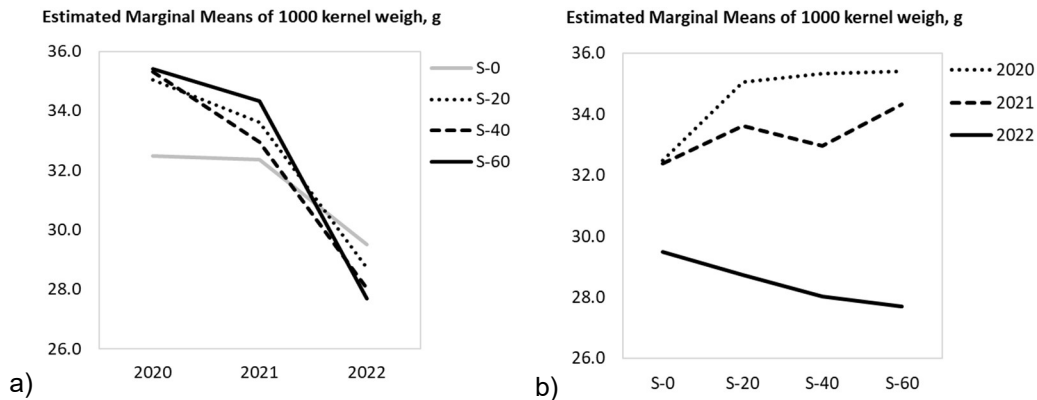 Estimated Marginal Means of 1000 kernel weigh, g
36.0
34.0
32.0
30.0
28.0
26.0
2020 2021 2022
S-0
S-20
S-40
S-60
a)
Estimated Marginal Means of 1000 kernel weigh, g
36.0
34.0
32.0
30.0
28.0
26.0
S-0 S-20 S-40 S-60
2020
2021
2022
b)